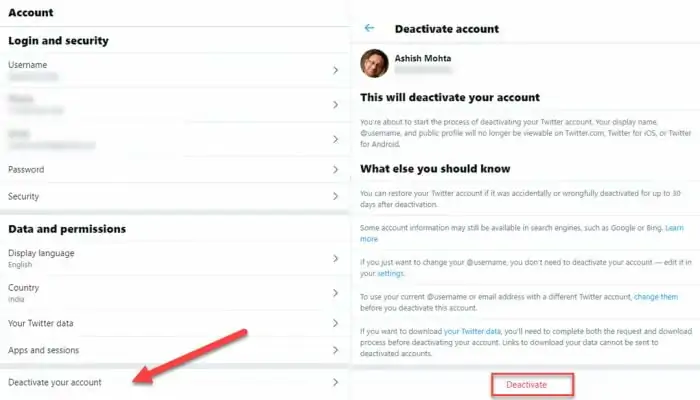 Account
Login and security
Username
Password
Security
Data and permissions
Display language
English
Country
India
Your Twitter data
Apps and sessions
Deactivate your account
Deactivate account
Ashish Mohta
This will deactivate your account
You're about to start the process of deactivating your Twitter account. Your display name,
@username, and public profile will no longer be viewable on Twitter.com, Twitter for iOS, or Twitter
for Android.
What else you should know
You can restore your Twitter account if it was accidentally or wrongfully deactivated for up to 30
days after deactivation.
Some account information may still be available in search engines, such as Google or Bing. Learn
more
If you just want to change your @username, you don't need to deactivate your account — edit it in
your settings.
To use your current @username or email address with a different Twitter account, change them
before you deactivate this account.
If you want to download your Twitter data, you'll need to complete both the request and download
process before deactivating your account. Links to download your data cannot be sent to
deactivated accounts.
Deactivate